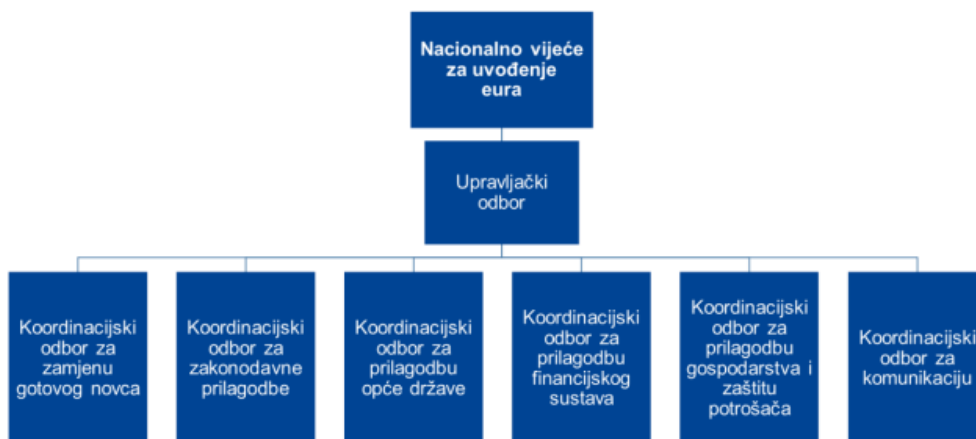 Nacionalno vijeće
za uvođenje
eura
Upravljački
odbor
Koordinacijski
odbor za
zamjenu
gotovog novca
Koordinacijski
odbor za
zakonodavne
prilagodbe
Koordinacijski
odbor za
prilagodbu
opće države
Koordinacijski
odbor za
prilagodbu
financijskog
sustava
Koordinacijski
odbor za
prilagodbu
gospodarstva i
zaštitu
potrošača
Koordinacijski
odbor za
komunikaciju